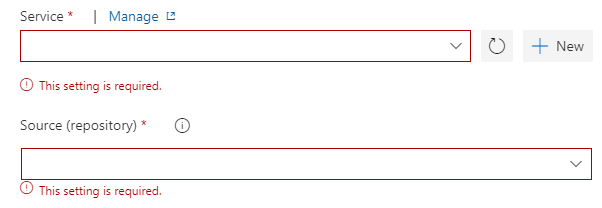 Service * | Manage
New
This setting is required.
Source (repository) *
This setting is required.